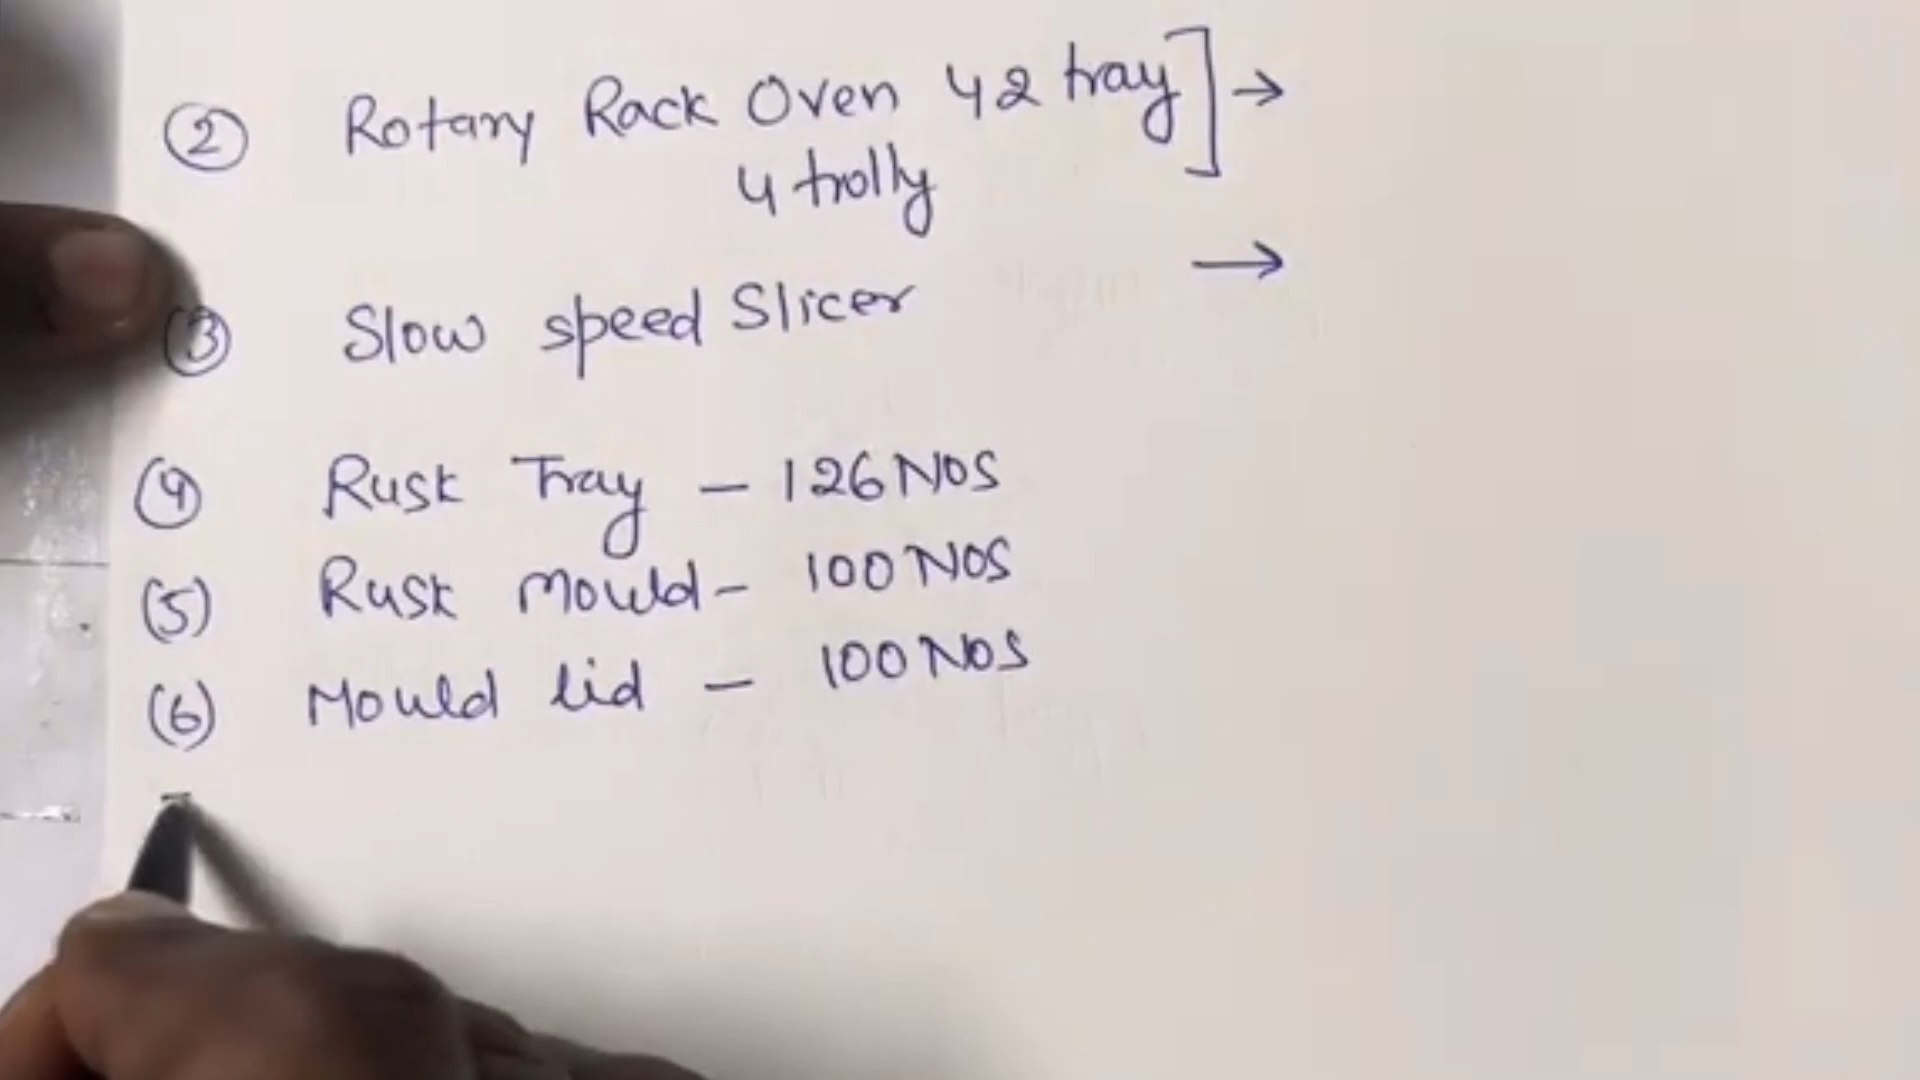 ② Rotary Rack Oven 42 tray] →
4 trolly
③ Slow speed Slicer →
④ Rusk Tray - 126 NOS
(5) Rusk Mould - 100 NOS
(6) Mould lid - 100 NOS